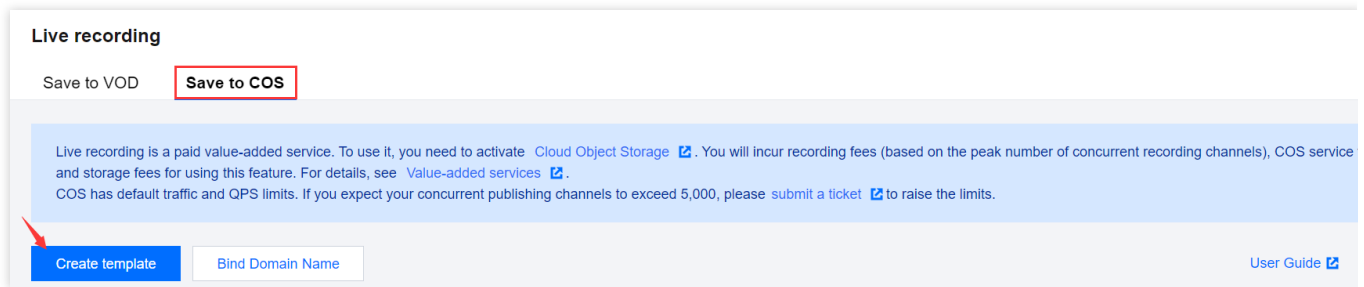 Live recording
Save to VOD Save to COS
Live recording is a paid value-added service. To use it, you need to activate Cloud Object Storage . You will incur recording fees (based on the peak number of concurrent recording channels), COS service
and storage fees for using this feature. For details, see Value-added services .
COS has default traffic and QPS limits. If you expect your concurrent publishing channels to exceed 5,000, please submit a ticket to raise the limits.
Create template Bind Domain Name User Guide